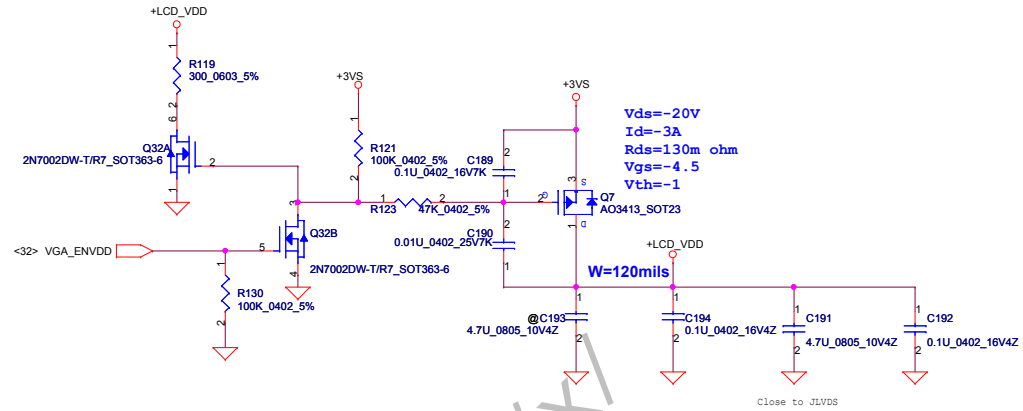 +LCD_VDD
1
R119
300_0603_5%
2
6
Q32A
2
2N7002DW-T/R7_SOT363-6
1
+3VS
1
R121
100K_0402_5%
2
+3VS
Vds=-20V
Id=-3A
Rds=130m ohm
Vgs=-4.5
Vth=-1
C189
2
0.1U_0402_16V7K
1
3
S
G
2
Q7
AO3413_SOT23
D
1
1
2
R123
47K_0402_5%
3
Q32B
5
4
2N7002DW-T/R7_SOT363-6
<32> VGA_ENVDD
C190
2
0.01U_0402_25V7K
1
1
R130
100K_0402_5%
2
+LCD_VDD
W=120mils
1
@C193
4.7U_0805_10V4Z
2
1
C194
0.1U_0402_16V4Z
2
1
C191
4.7U_0805_10V4Z
2
1
C192
0.1U_0402_16V4Z
2
Close to JLVDS